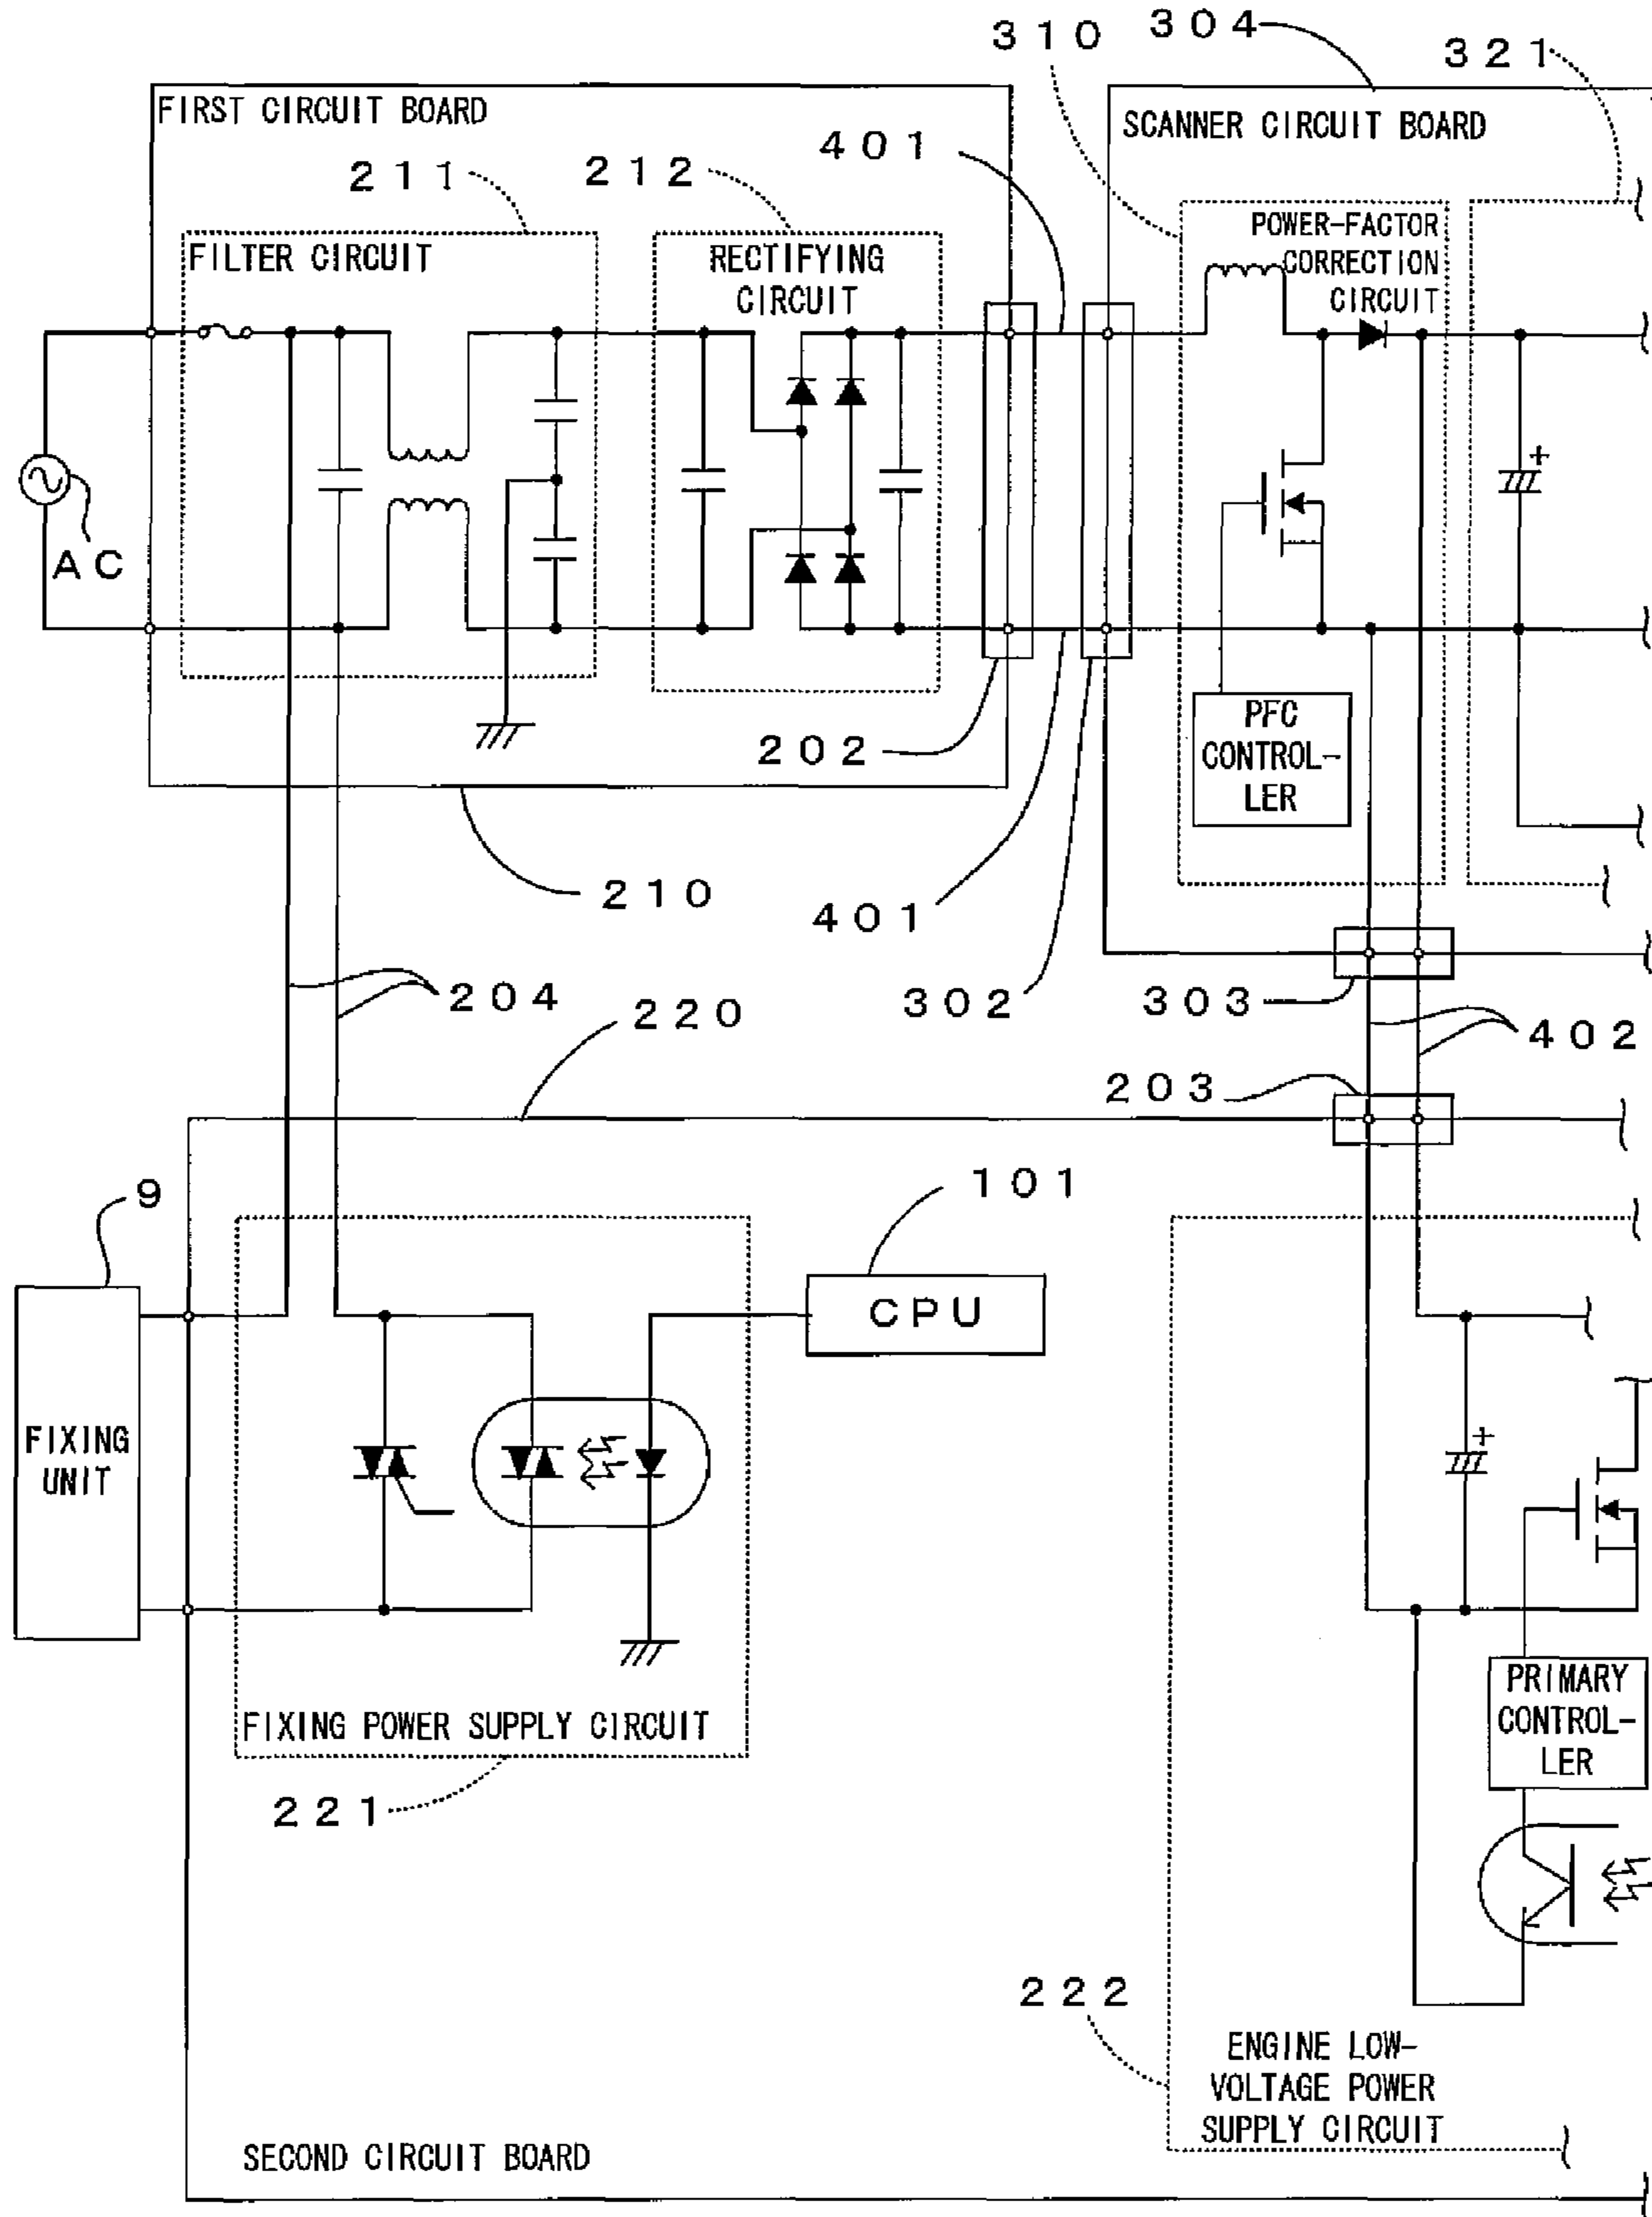 304
310
321
FIRST CIRCUIT BOARD
SCANNER CIRCUIT BOARD
401
211
212
FILTER CIRCUIT
RECTIFYING
CIRCUIT
POWER-FACTOR
CORRECTION
CIRCUIT
+
AC
PFC
CONTROL-
LER
202
210
401
302
303
204
220
402
203
9
101
CPU
FIXING
UNIT
+
PRIMARY
CONTROL-
LER
FIXING POWER SUPPLY CIRCUIT
221
222
ENGINE LOW-
VOLTAGE POWER
SUPPLY CIRCUIT
SECOND CIRCUIT BOARD